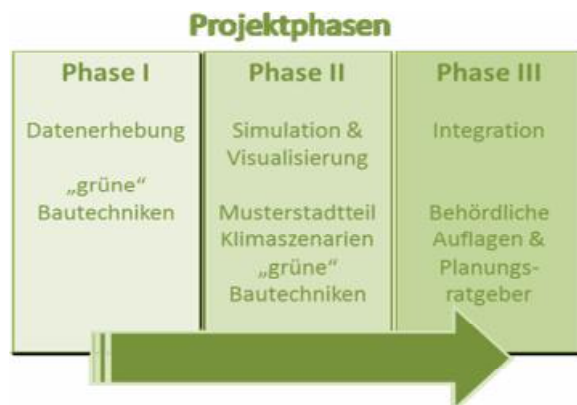 Projektphasen
Phase I
Datenerhebung
„grüne“
Bautechniken
Phase II
Simulation &
Visualisierung
Musterstadtteil
Klimaszenarien
„grüne“
Bautechniken
Phase III
Integration
Behördliche
Auflagen &
Planungs-
ratgeber